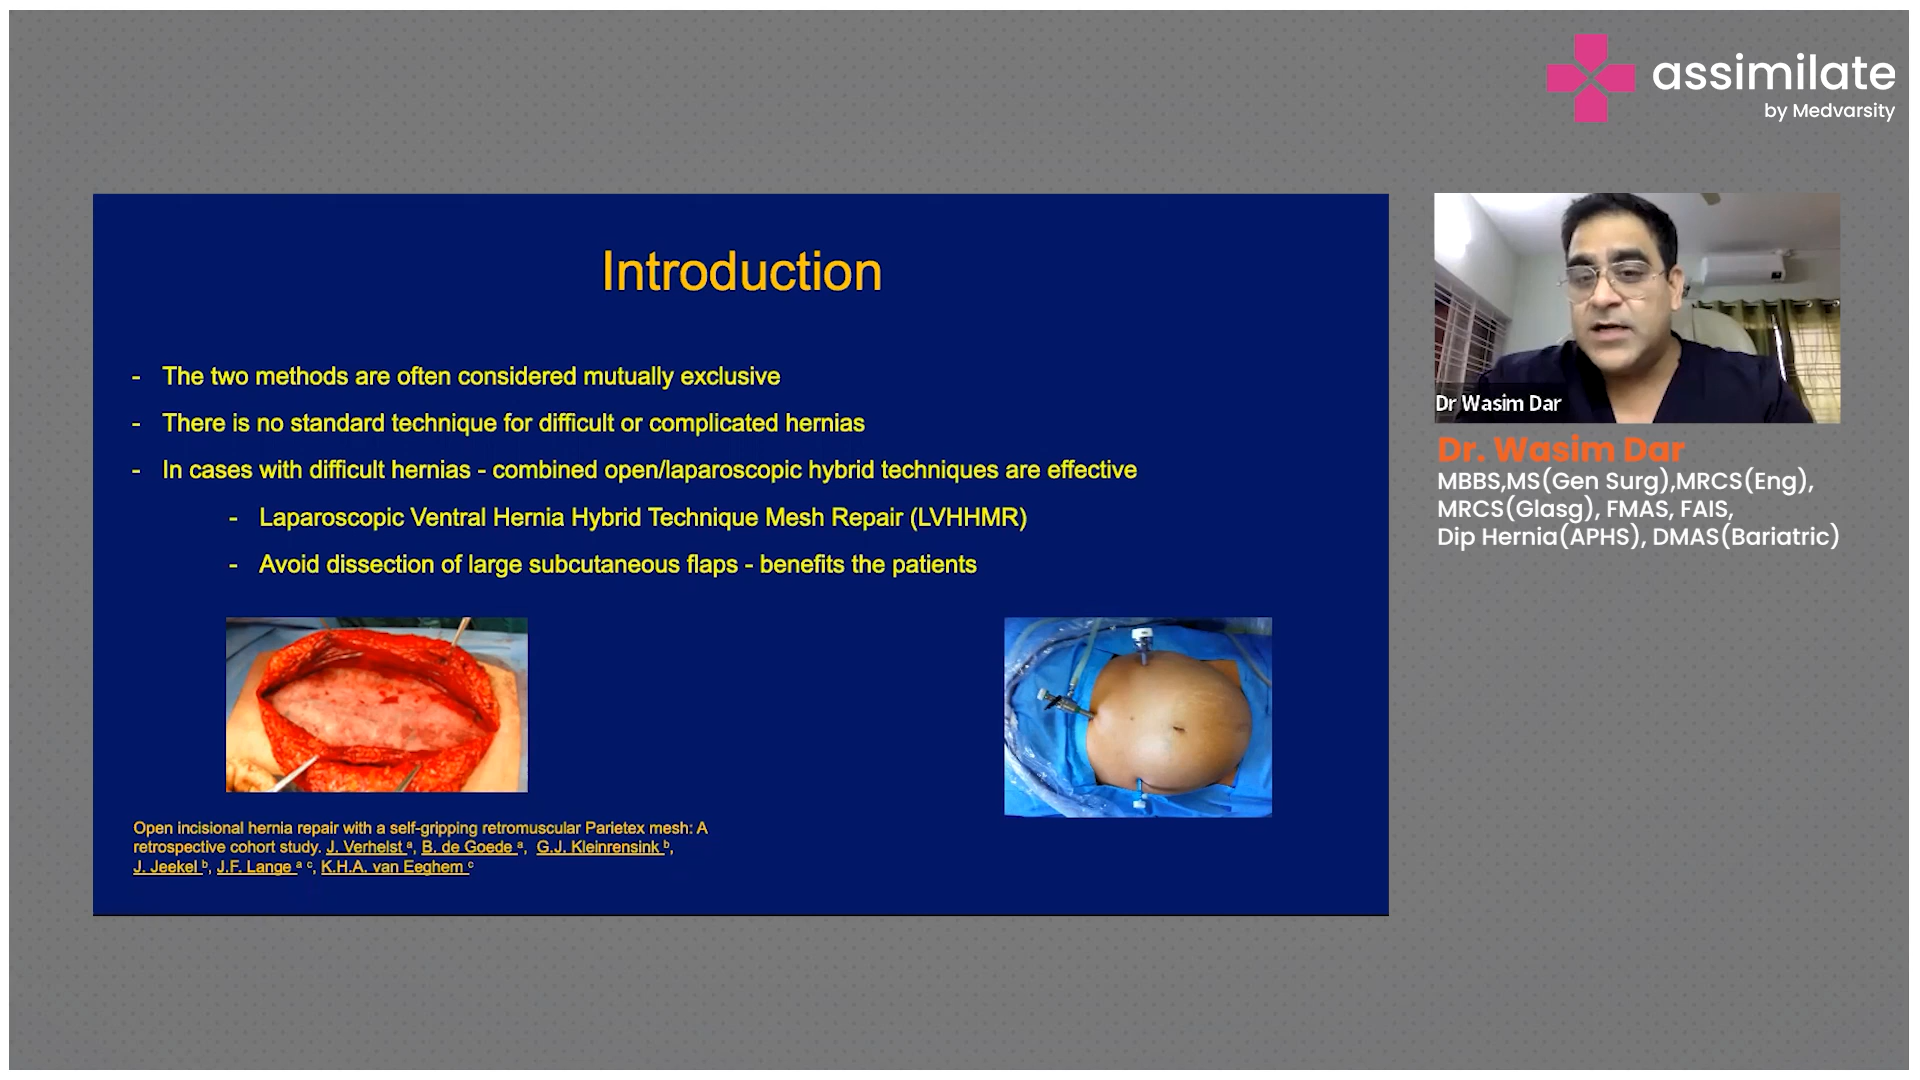 assimilate
by Medvarsity
Introduction
- The two methods are often considered mutually exclusive
- There is no standard technique for difficult or complicated hernias
- In cases with difficult hernias - combined open/laparoscopic hybrid techniques are effective
- Laparoscopic Ventral Hernia Hybrid Technique Mesh Repair (LVHHMR)
- Avoid dissection of large subcutaneous flaps - benefits the patients
Open incisional hernia repair with a self-gripping retromuscular Parietex mesh: A
retrospective cohort study. J. Verhelst ᵃ, B. de Goede ᵃ, G.J. Kleinrensink ᵇ,
J. Jeekel ᵇ, J.F. Lange ᵃ ᶜ, K.H.A. van Eeghem ᶜ
Dr Wasim Dar
Dr. Wasim Dar
MBBS,MS(Gen Surg),MRCS(Eng),
MRCS(Glasg), FMAS, FAIS,
Dip Hernia(APHS), DMAS(Bariatric)